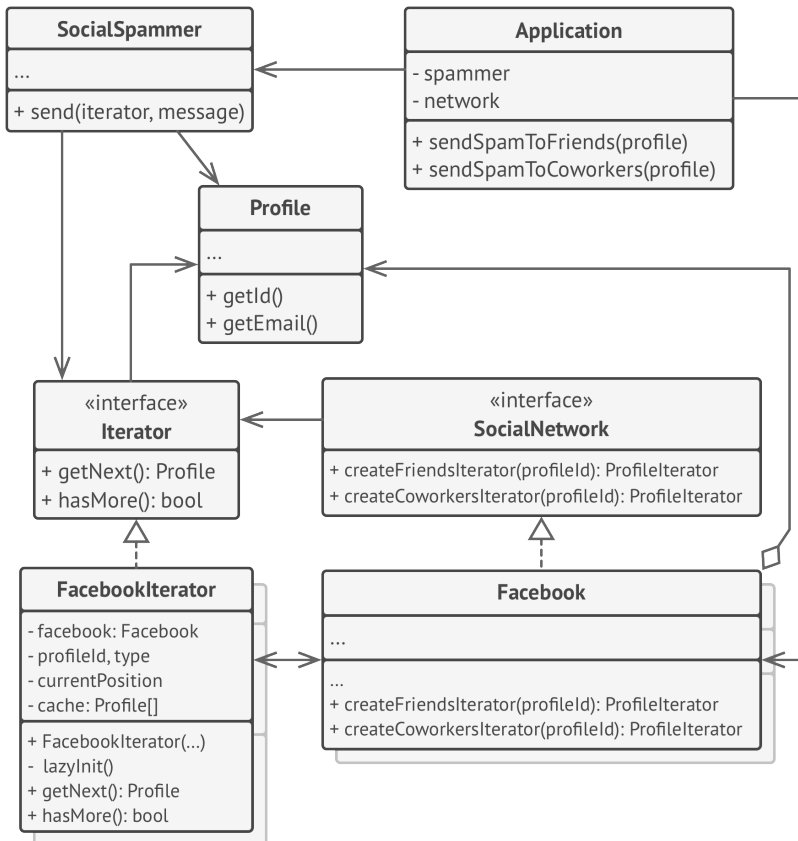 SocialSpammer
...
+ send(iterator, message)
Application
- spammer
- network
+ sendSpamToFriends(profile)
+ sendSpamToCoworkers(profile)
Profile
...
+ getId()
+ getEmail()
«interface»
Iterator
+ getNext(): Profile
+ hasMore(): bool
«interface»
SocialNetwork
+ createFriendsIterator(profileId): ProfileIterator
+ createCoworkersIterator(profileId): ProfileIterator
FacebookIterator
- facebook: Facebook
- profileId, type
- currentPosition
- cache: Profile[]
+ FacebookIterator(...)
- lazyInit()
+ getNext(): Profile
+ hasMore(): bool
Facebook
...
...
+ createFriendsIterator(profileId): ProfileIterator
+ createCoworkersIterator(profileId): ProfileIterator